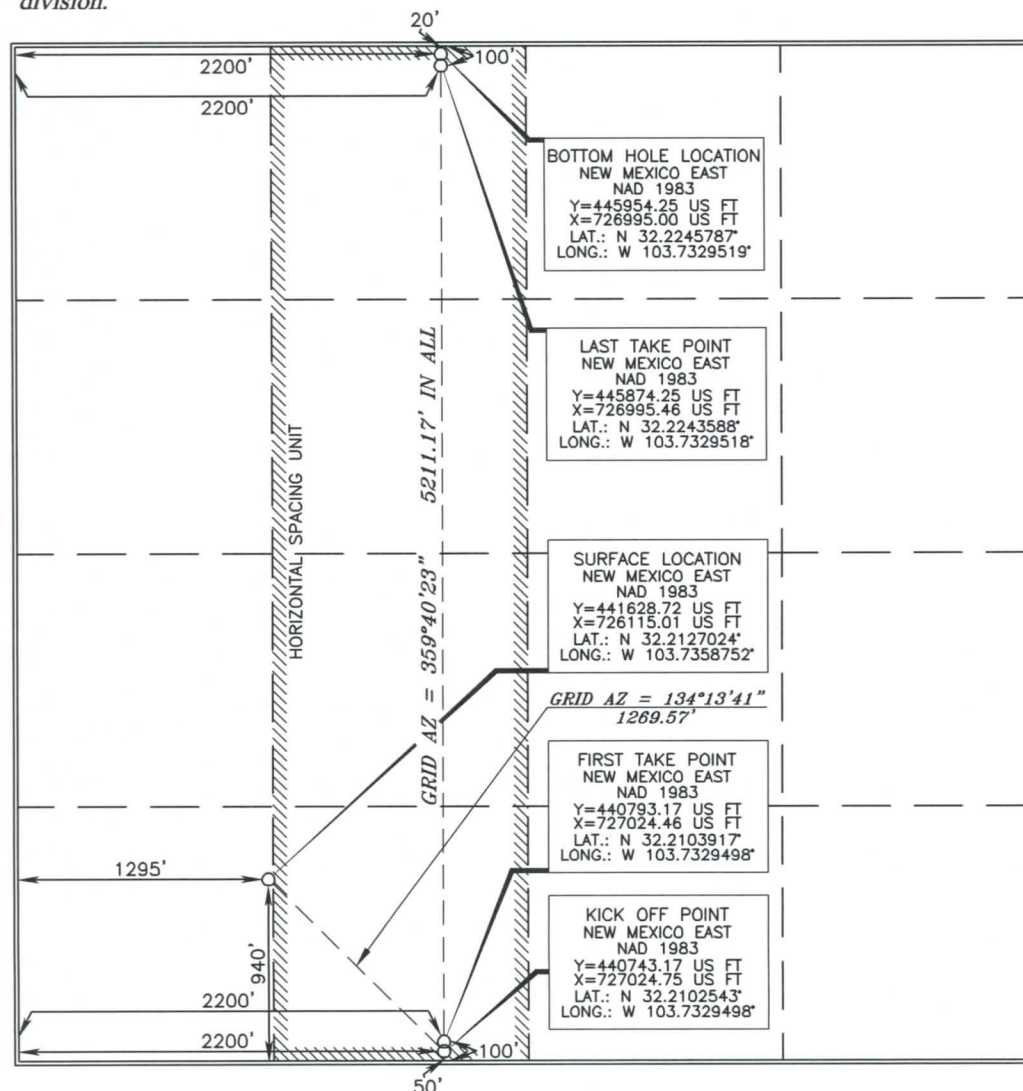 division.
20'
2200'
100'
2200'
BOTTOM HOLE LOCATION
NEW MEXICO EAST
NAD 1983
Y=445954.25 US FT
X=726995.00 US FT
LAT.: N 32.2245787°
LONG.: W 103.7329519°
LAST TAKE POINT
NEW MEXICO EAST
NAD 1983
Y=445874.25 US FT
X=726995.46 US FT
LAT.: N 32.2243588°
LONG.: W 103.7329518°
HORIZONTAL SPACING UNIT
GRID AZ = 359°40'23" 5211.17' IN ALL
SURFACE LOCATION
NEW MEXICO EAST
NAD 1983
Y=441628.72 US FT
X=726115.01 US FT
LAT.: N 32.2127024°
LONG.: W 103.7358752°
GRID AZ = 134°13'41"
1269.57'
FIRST TAKE POINT
NEW MEXICO EAST
NAD 1983
Y=440793.17 US FT
X=727024.46 US FT
LAT.: N 32.2103917°
LONG.: W 103.7329498°
1295'
940'
KICK OFF POINT
NEW MEXICO EAST
NAD 1983
Y=440743.17 US FT
X=727024.75 US FT
LAT.: N 32.2102543°
LONG.: W 103.7329498°
2200'
2200'
100'
50'